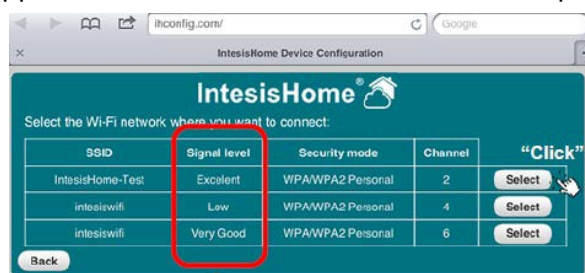 ihconfig.com/
Google
IntesisHome Device Configuration
IntesisHome®
Select the Wi-Fi network where you want to connect:
SSID Signal level Security mode Channel "Click"
IntesisHome-Test Excelent WPA/WPA2 Personal 2 Select
intesiswifi Low WPA/WPA2 Personal 4 Select
intesiswifi Very Good WPA/WPA2 Personal 6 Select
Back